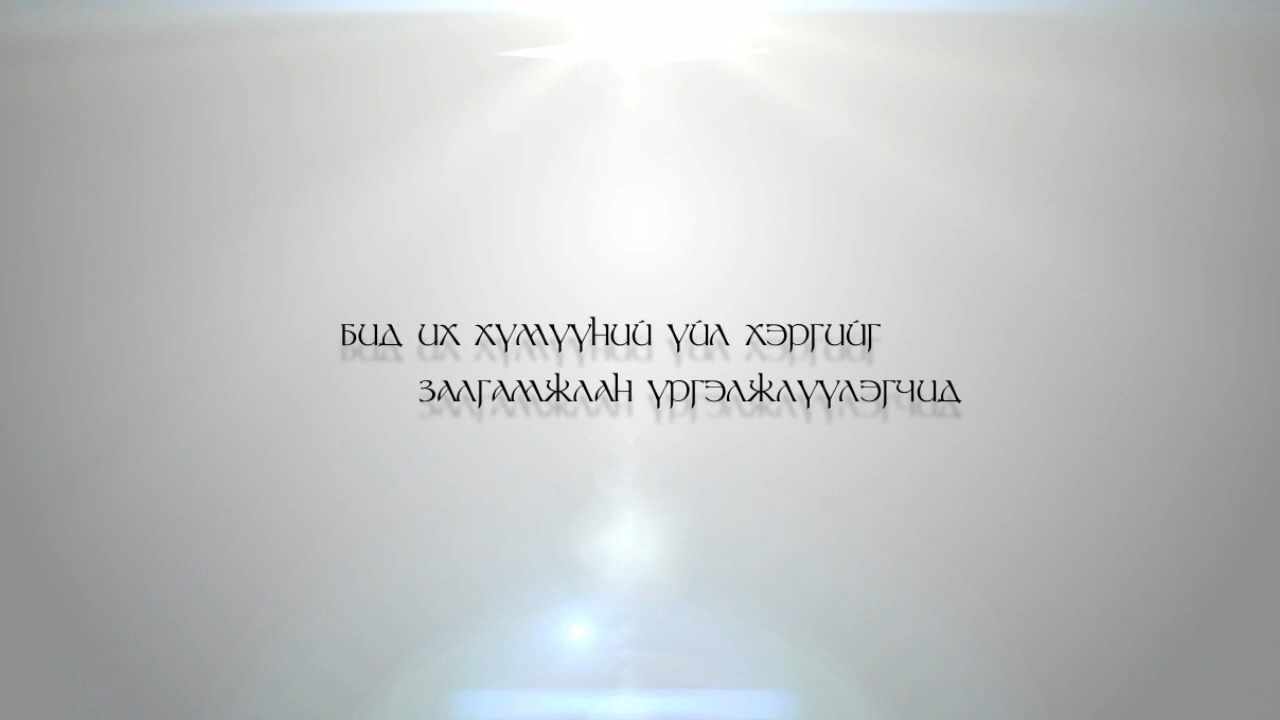 бид их хүмүүний үйл хэргийг
залгамжлан үргэлжлүүлэгчид